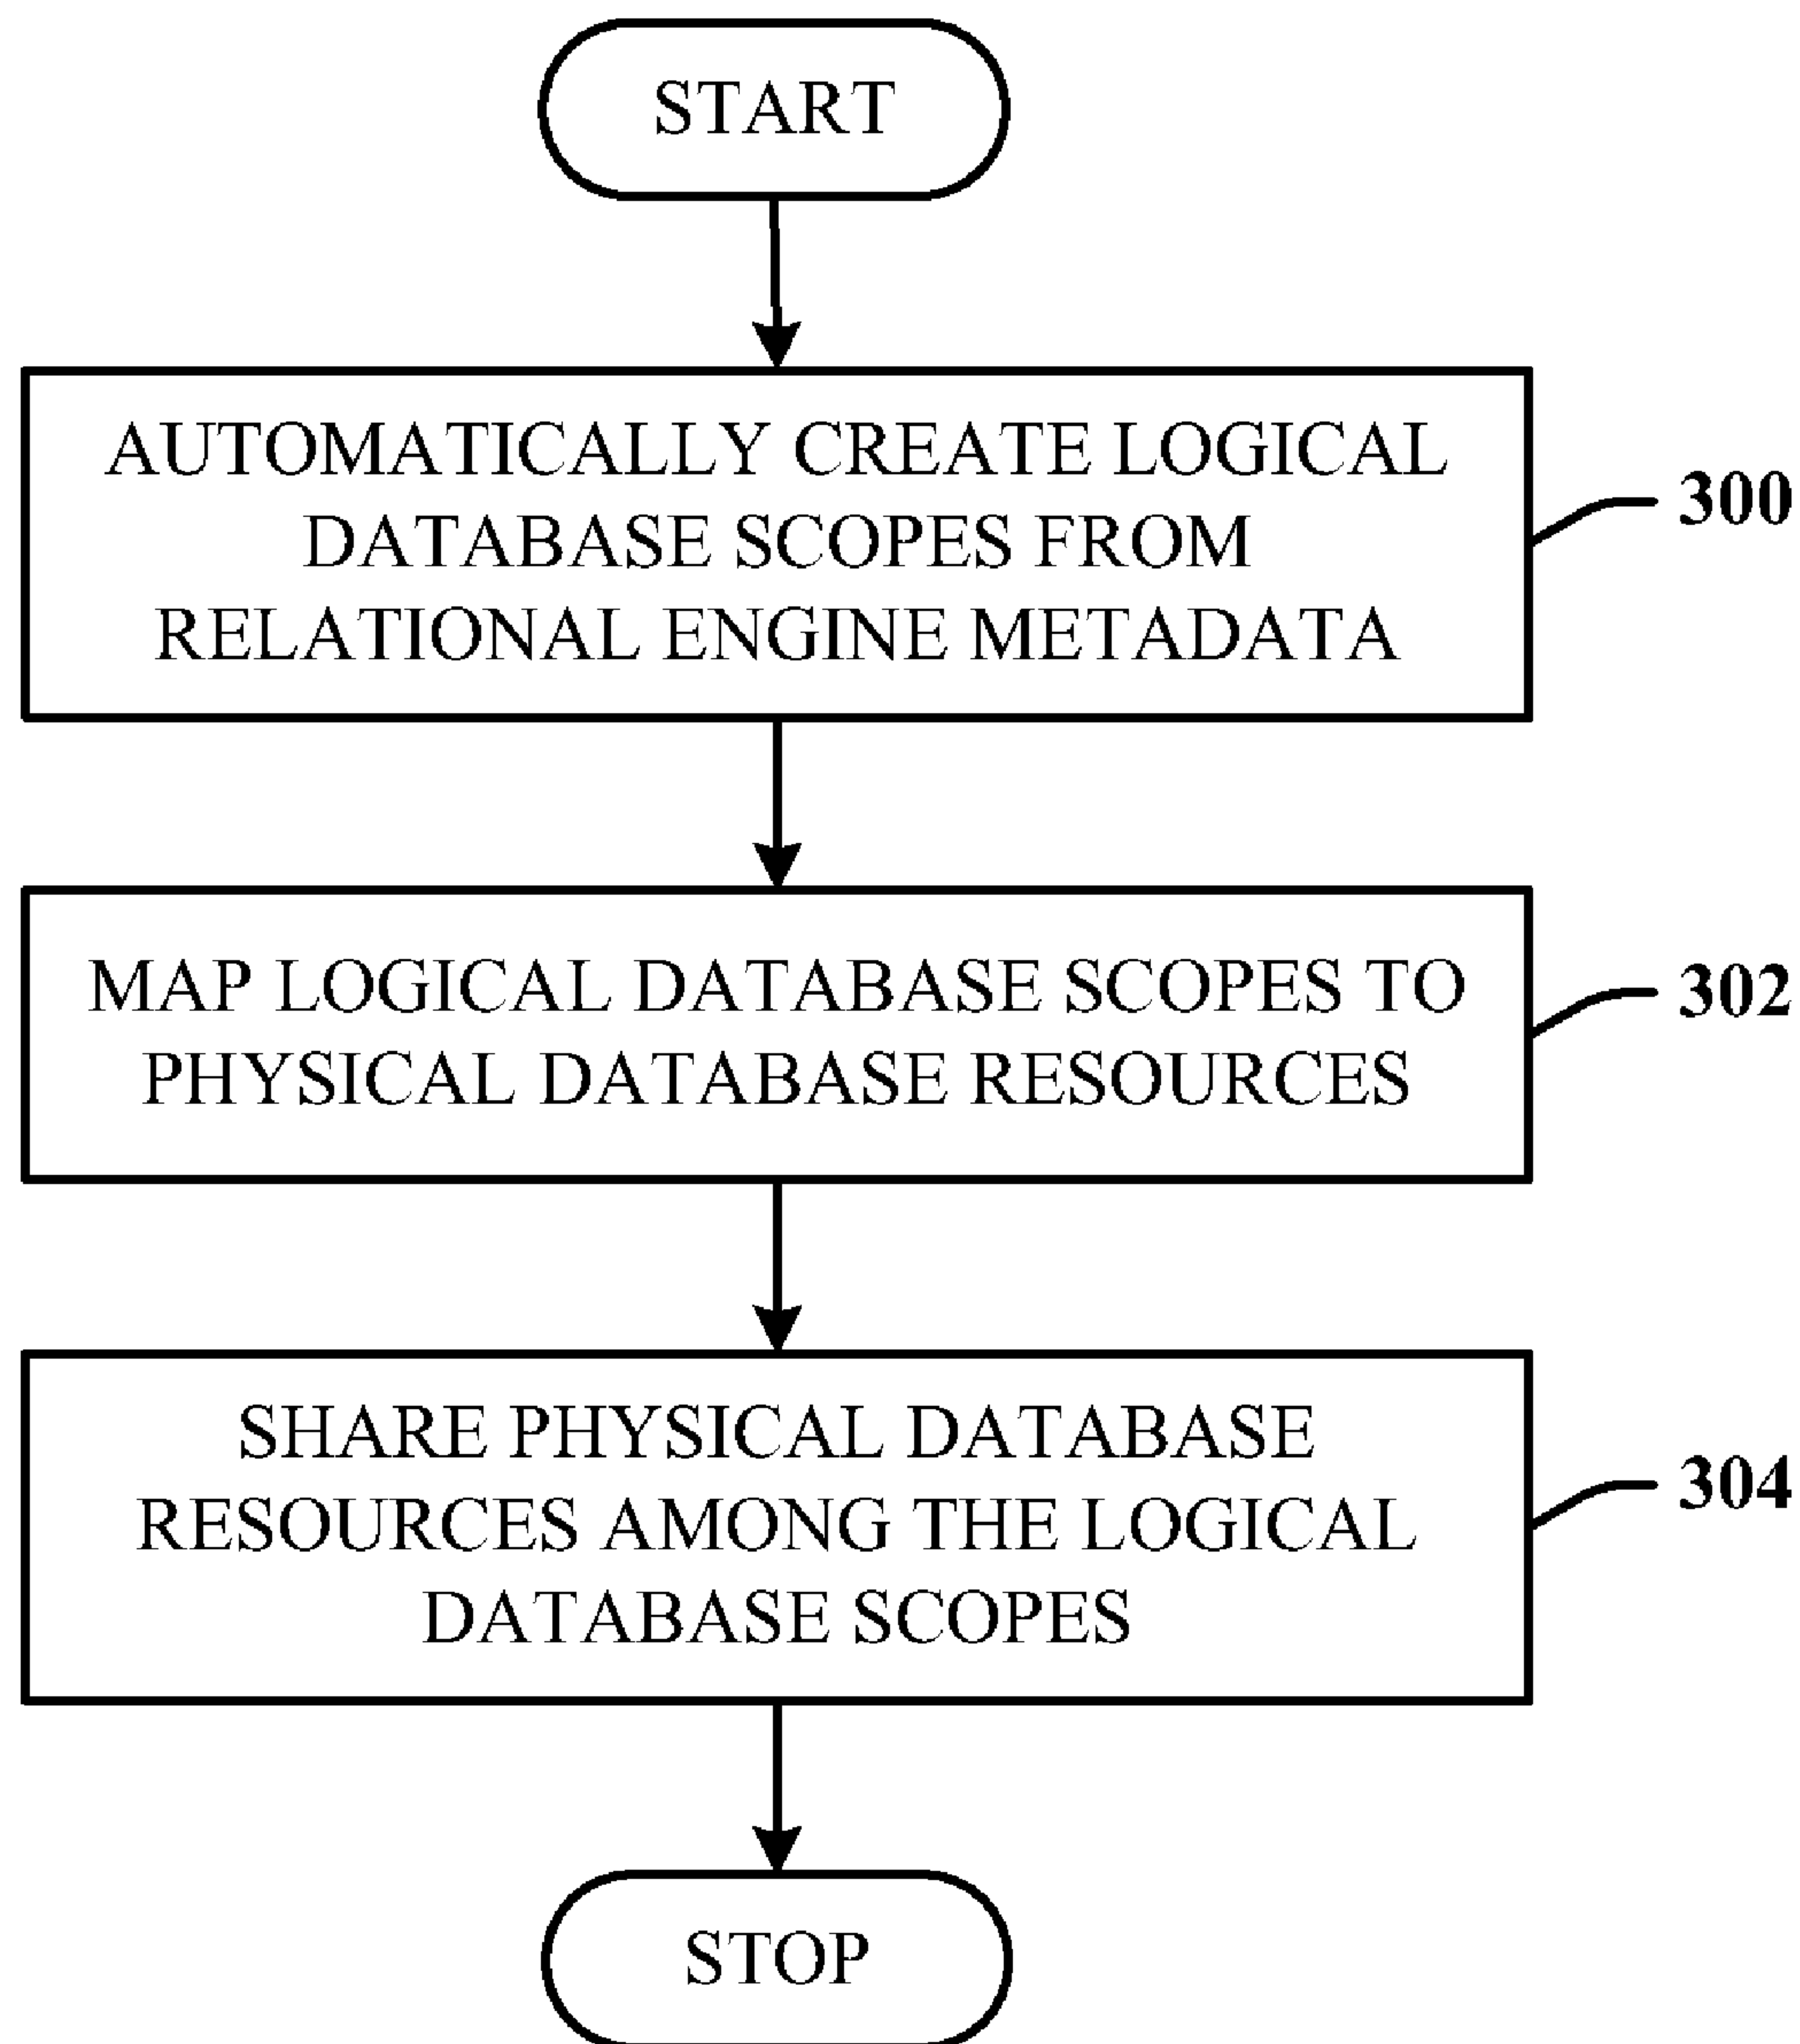 START
AUTOMATICALLY CREATE LOGICAL
DATABASE SCOPES FROM
RELATIONAL ENGINE METADATA
300
MAP LOGICAL DATABASE SCOPES TO
PHYSICAL DATABASE RESOURCES
302
SHARE PHYSICAL DATABASE
RESOURCES AMONG THE LOGICAL
DATABASE SCOPES
304
STOP